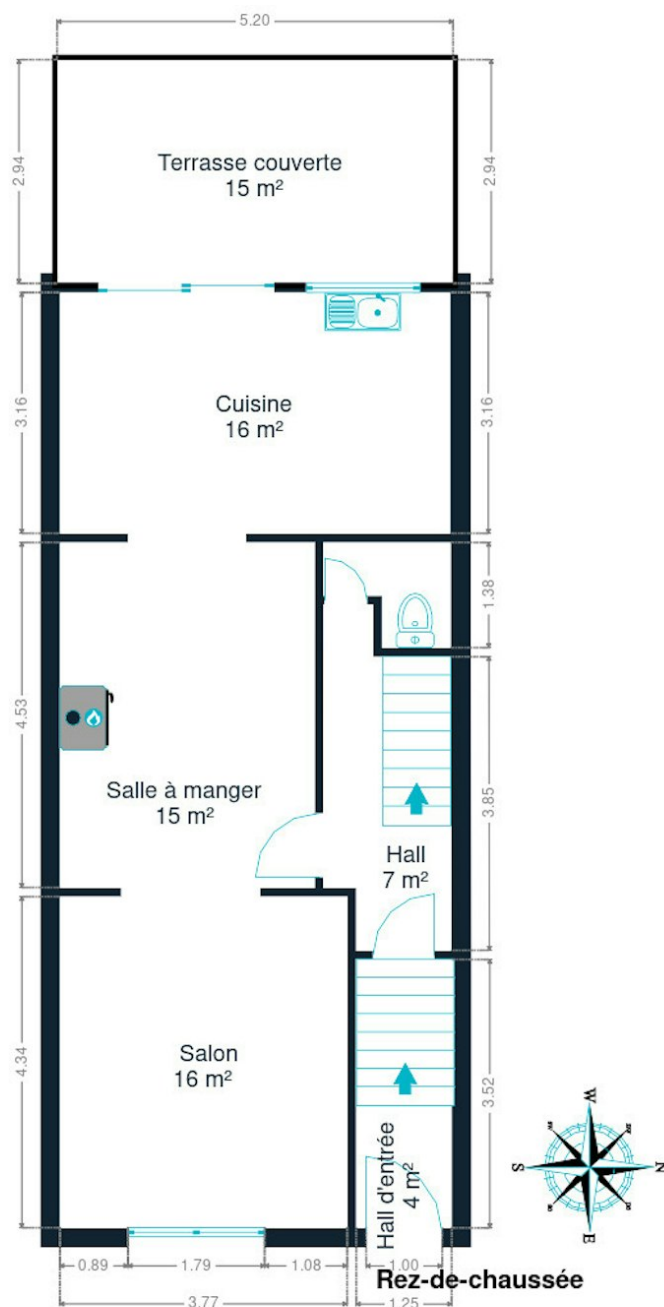 5.20
2.94
2.94
Terrasse couverte
15 m²
3.16
3.16
Cuisine
16 m²
1.38
4.53
Salle à manger
15 m²
3.85
Hall
7 m²
4.34
Salon
16 m²
3.52
Hall d'entrée
4 m²
W
S
N
E
0.89
1.79
1.08
1.00
Rez-de-chaussée
3.77
1.25